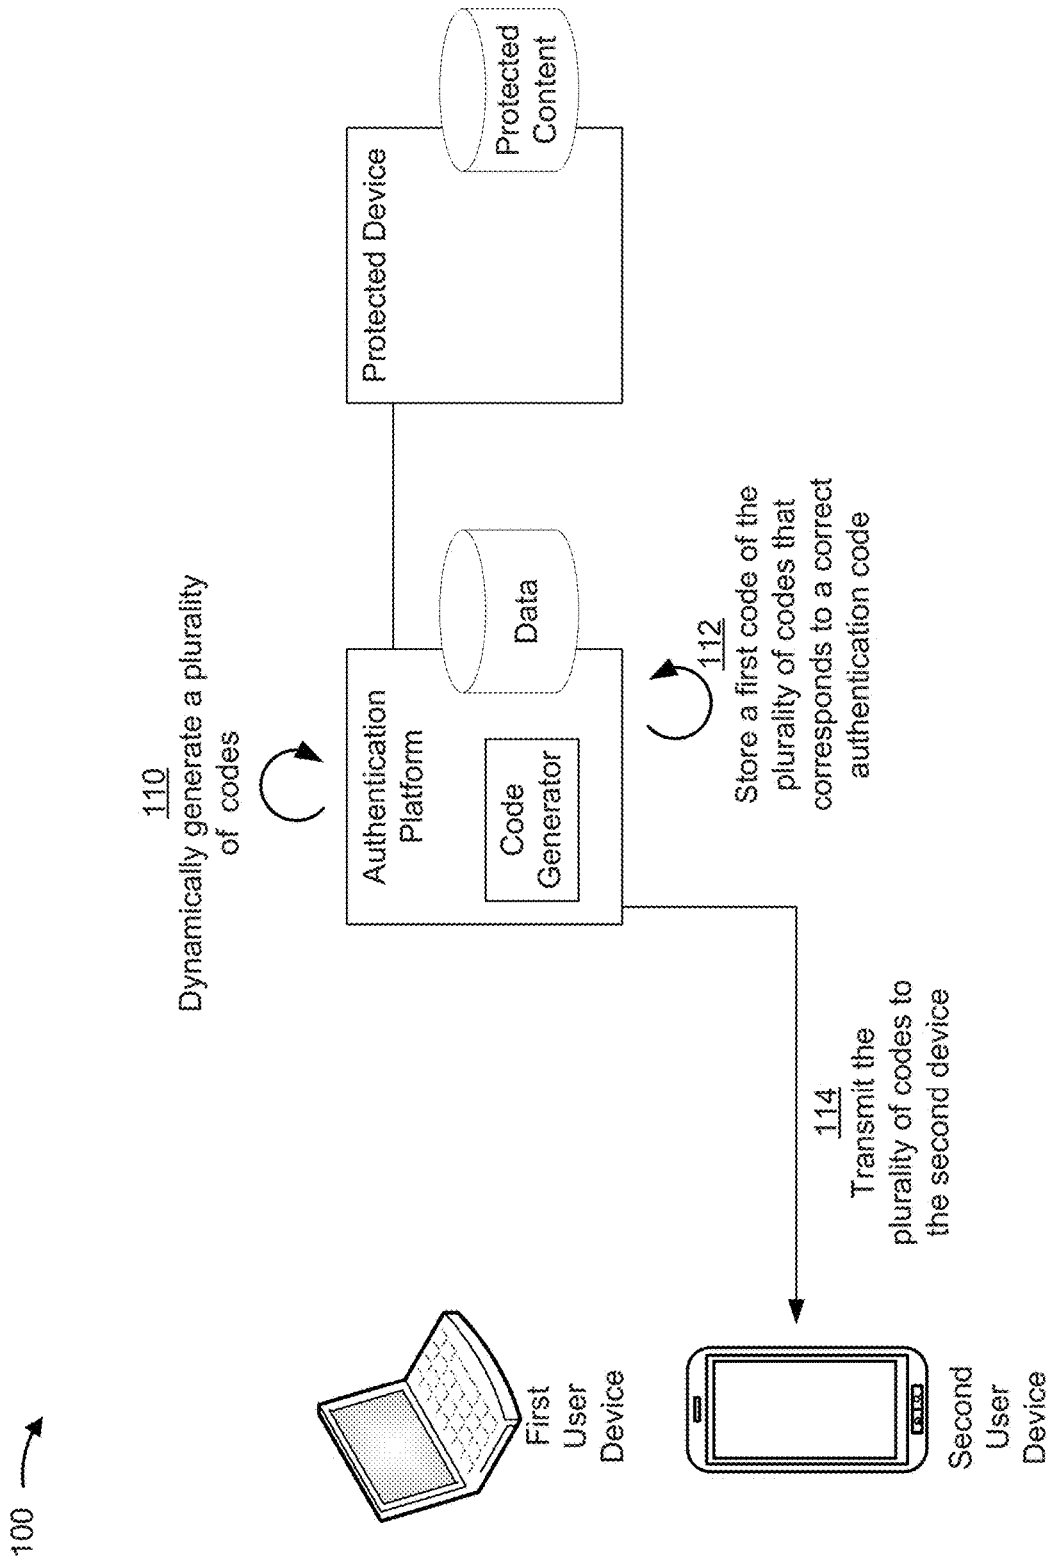 100
110
Dynamically generate a plurality
of codes
First
User
Device
Authentication
Platform
Code
Generator
Data
Protected Device
Protected
Content
112
Store a first code of the
plurality of codes that
corresponds to a correct
authentication code
114
Transmit the
plurality of codes to
the second device
Second
User
Device